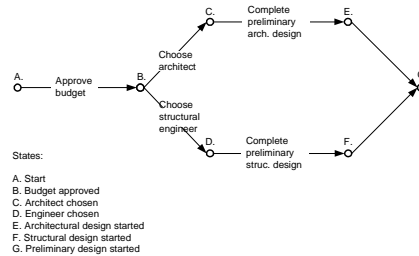 C.
Complete
preliminary
arch. design
E.
Choose
architect
A.
Approve
budget
B.
G
Choose
structural
engineer
D.
Complete
preliminary
struc. design
F.
States:
A. Start
B. Budget approved
C. Architect chosen
D. Engineer chosen
E. Architectural design started
F. Structural design started
G. Preliminary design started